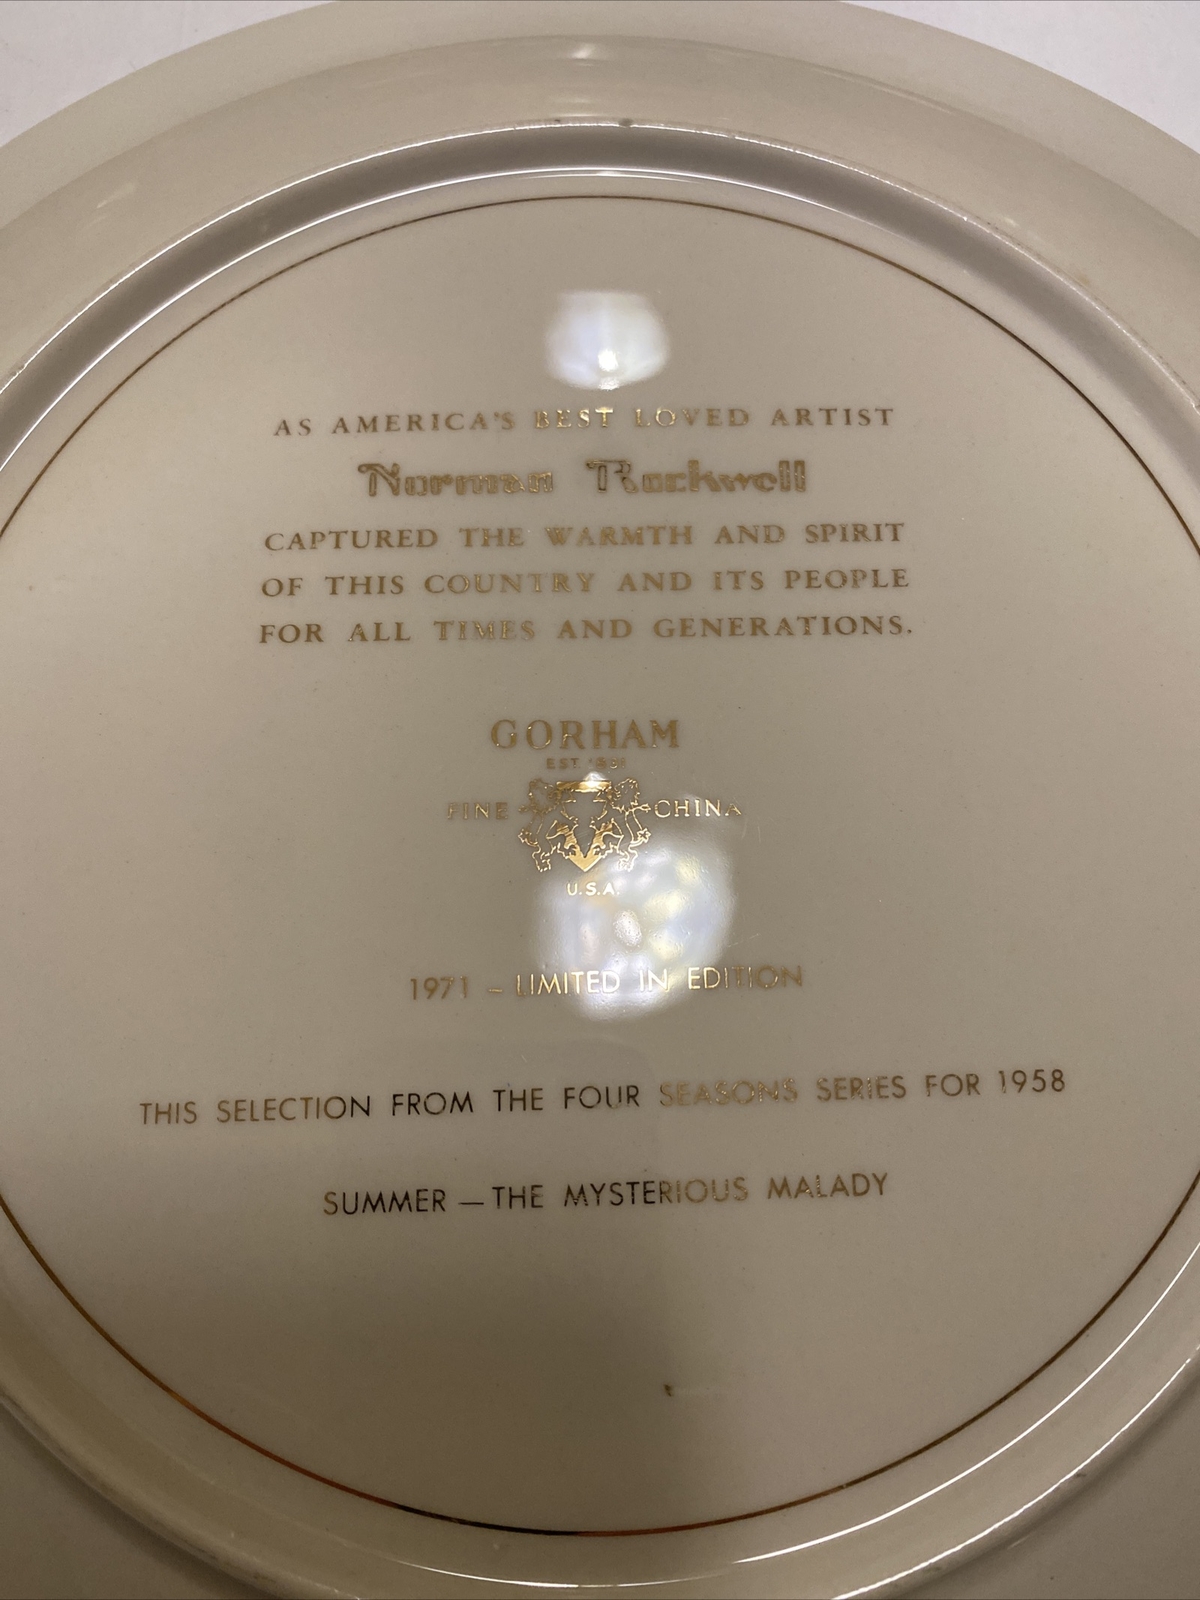 AS AMERICA'S BEST LOVED ARTIST
Norman Rockwell
CAPTURED THE WARMTH AND SPIRIT
OF THIS COUNTRY AND ITS PEOPLE
FOR ALL TIMES AND GENERATIONS.
GORHAM
EST.
FINE CHINA
U.S.A.
1971 – LIMITED IN EDITION
THIS SELECTION FROM THE FOUR SEASONS SERIES FOR 1958
SUMMER — THE MYSTERIOUS MALADY